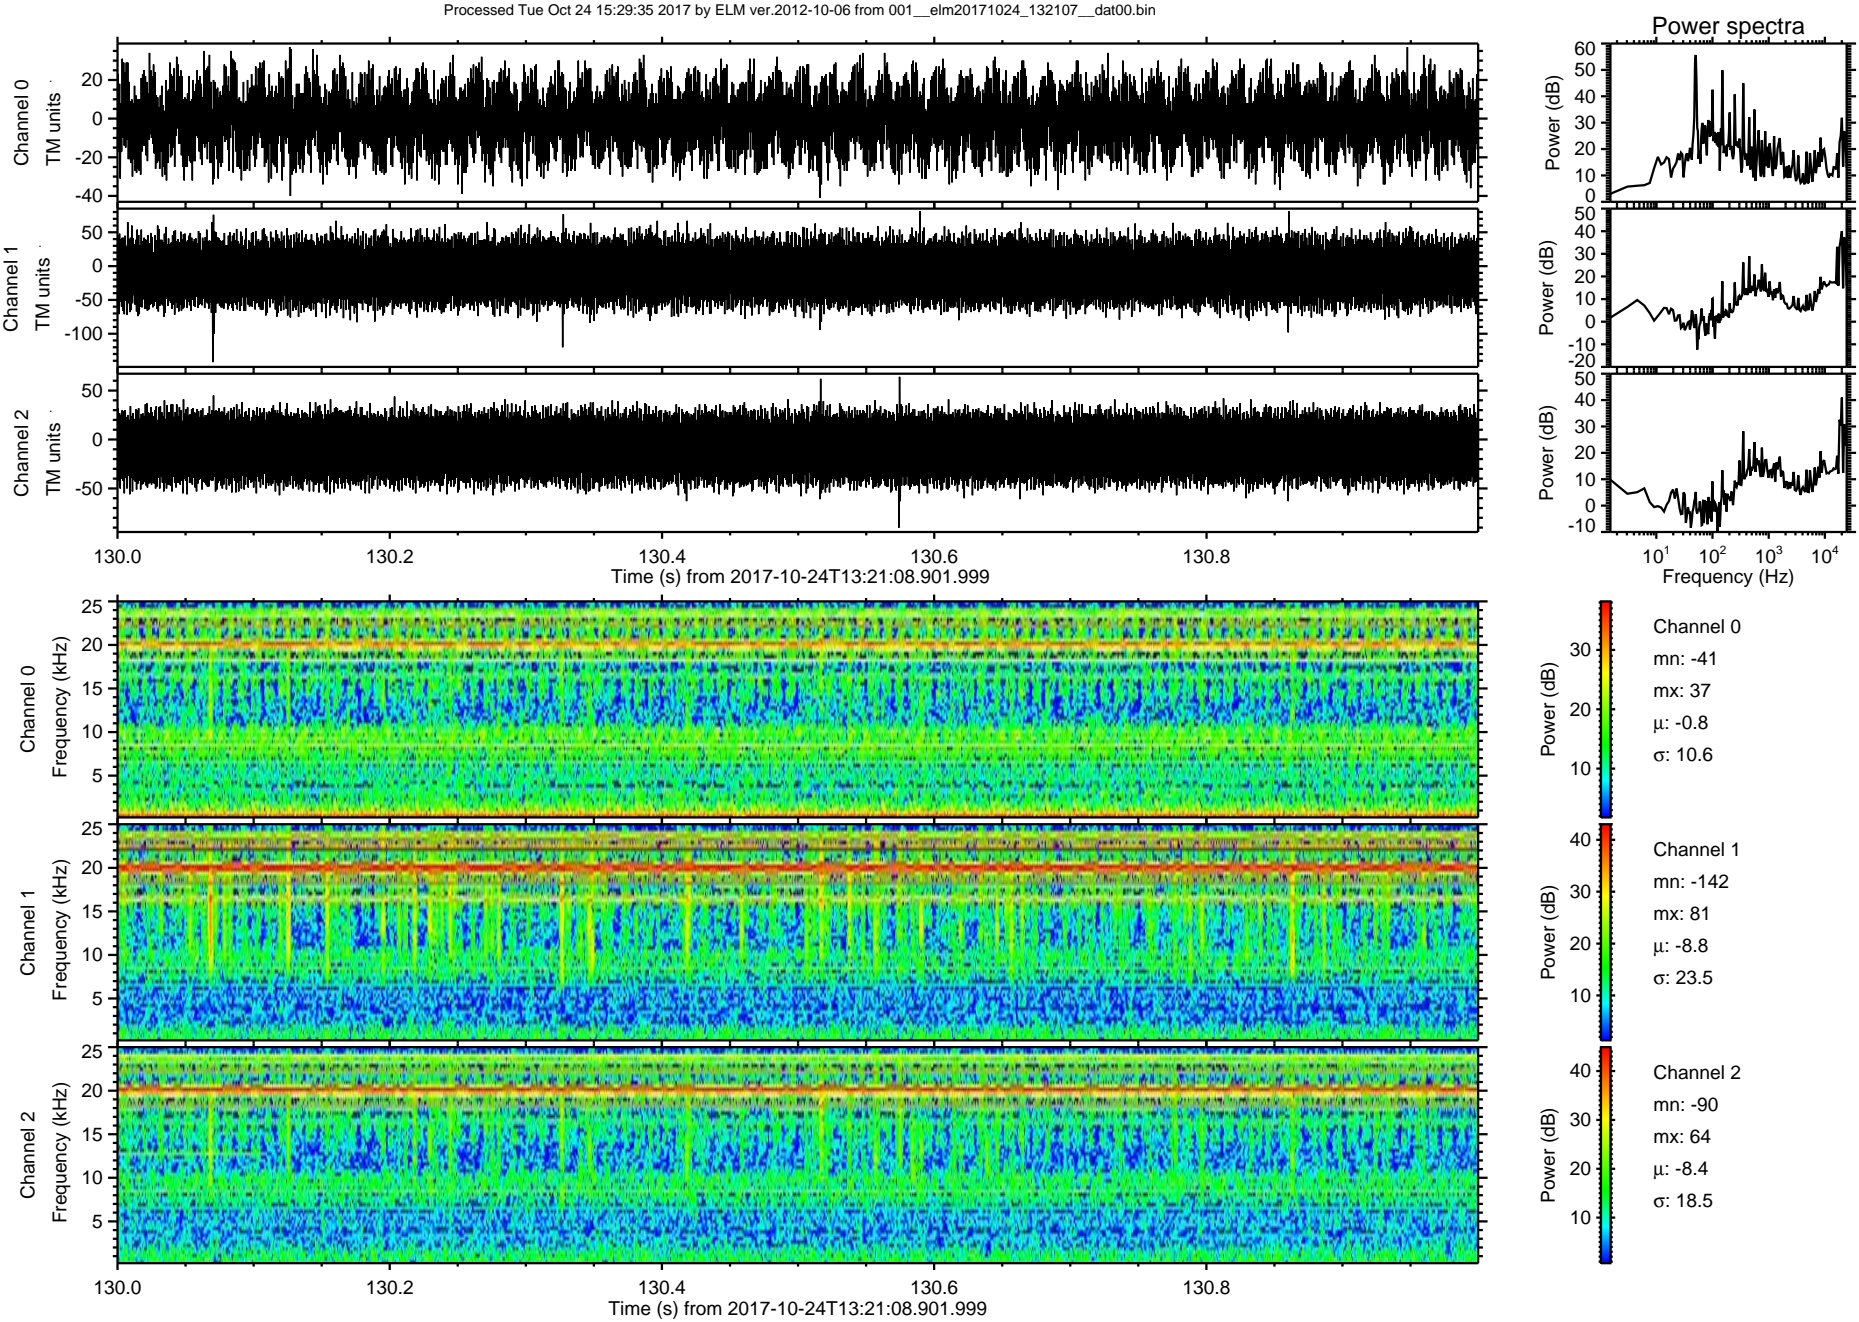 Processed Tue Oct 24 15:29:35 2017 by ELM ver.2012-10-06 from 001__elm20171024_132107__dat00.bin
Power spectra
Channel 0
TM units
20
0
-20
-40
Power (dB)
60
50
40
30
20
10
0
Channel 1
TM units
50
0
-50
-100
Power (dB)
50
40
30
20
10
0
-10
-20
Channel 2
TM units
50
0
-50
Power (dB)
50
40
30
20
10
0
-10
130.0 130.2 130.4 130.6 130.8
Time (s) from 2017-10-24T13:21:08.901.999
10^1 10^2 10^3 10^4
Frequency (Hz)
Channel 0
Frequency (kHz)
25
20
15
10
5
Power (dB)
30
20
10
Channel 0
mn: -41
mx: 37
μ: -0.8
σ: 10.6
Channel 1
Frequency (kHz)
25
20
15
10
5
Power (dB)
40
30
20
10
Channel 1
mn: -142
mx: 81
μ: -8.8
σ: 23.5
Channel 2
Frequency (kHz)
25
20
15
10
5
Power (dB)
40
30
20
10
Channel 2
mn: -90
mx: 64
μ: -8.4
σ: 18.5
130.0 130.2 130.4 130.6 130.8
Time (s) from 2017-10-24T13:21:08.901.999